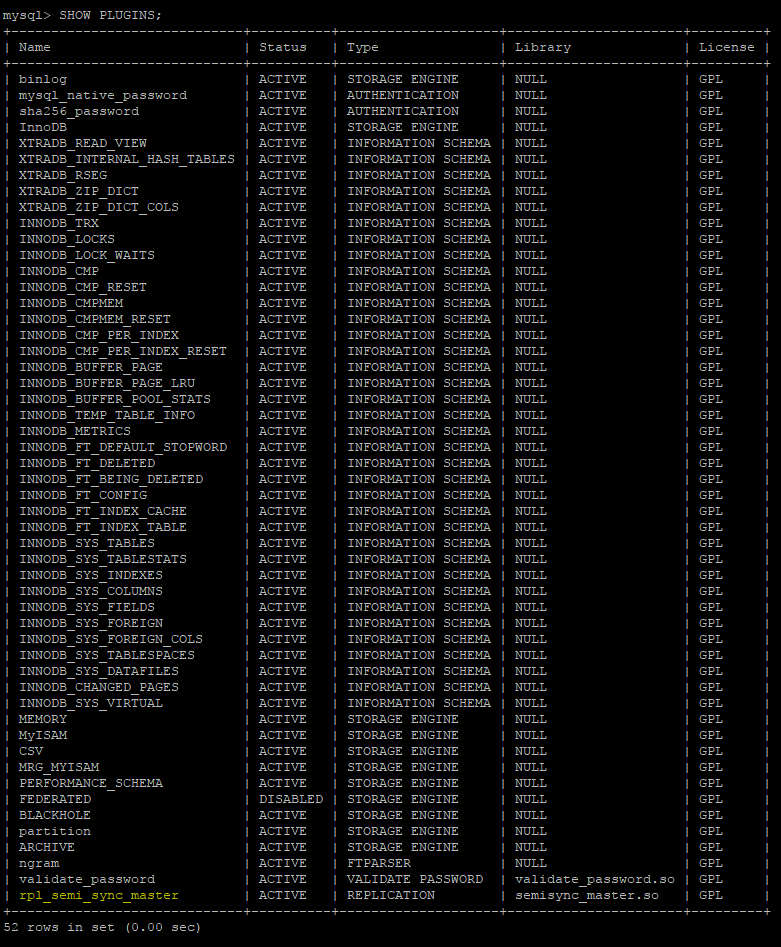 mysql> SHOW PLUGINS;
+-----------------------------+----------+--------------------+----------------------+---------+
| Name                        | Status   | Type               | Library              | License |
+-----------------------------+----------+--------------------+----------------------+---------+
| binlog                      | ACTIVE   | STORAGE ENGINE     | NULL                 | GPL     |
| mysql_native_password       | ACTIVE   | AUTHENTICATION     | NULL                 | GPL     |
| sha256_password             | ACTIVE   | AUTHENTICATION     | NULL                 | GPL     |
| InnoDB                      | ACTIVE   | STORAGE ENGINE     | NULL                 | GPL     |
| XTRADB_READ_VIEW            | ACTIVE   | INFORMATION SCHEMA | NULL                 | GPL     |
| XTRADB_INTERNAL_HASH_TABLES | ACTIVE   | INFORMATION SCHEMA | NULL                 | GPL     |
| XTRADB_RSEG                 | ACTIVE   | INFORMATION SCHEMA | NULL                 | GPL     |
| XTRADB_ZIP_DICT             | ACTIVE   | INFORMATION SCHEMA | NULL                 | GPL     |
| XTRADB_ZIP_DICT_COLS        | ACTIVE   | INFORMATION SCHEMA | NULL                 | GPL     |
| INNODB_TRX                  | ACTIVE   | INFORMATION SCHEMA | NULL                 | GPL     |
| INNODB_LOCKS                | ACTIVE   | INFORMATION SCHEMA | NULL                 | GPL     |
| INNODB_LOCK_WAITS           | ACTIVE   | INFORMATION SCHEMA | NULL                 | GPL     |
| INNODB_CMP                  | ACTIVE   | INFORMATION SCHEMA | NULL                 | GPL     |
| INNODB_CMP_RESET            | ACTIVE   | INFORMATION SCHEMA | NULL                 | GPL     |
| INNODB_CMPMEM               | ACTIVE   | INFORMATION SCHEMA | NULL                 | GPL     |
| INNODB_CMPMEM_RESET         | ACTIVE   | INFORMATION SCHEMA | NULL                 | GPL     |
| INNODB_CMP_PER_INDEX        | ACTIVE   | INFORMATION SCHEMA | NULL                 | GPL     |
| INNODB_CMP_PER_INDEX_RESET  | ACTIVE   | INFORMATION SCHEMA | NULL                 | GPL     |
| INNODB_BUFFER_PAGE          | ACTIVE   | INFORMATION SCHEMA | NULL                 | GPL     |
| INNODB_BUFFER_PAGE_LRU      | ACTIVE   | INFORMATION SCHEMA | NULL                 | GPL     |
| INNODB_BUFFER_POOL_STATS    | ACTIVE   | INFORMATION SCHEMA | NULL                 | GPL     |
| INNODB_TEMP_TABLE_INFO      | ACTIVE   | INFORMATION SCHEMA | NULL                 | GPL     |
| INNODB_METRICS              | ACTIVE   | INFORMATION SCHEMA | NULL                 | GPL     |
| INNODB_FT_DEFAULT_STOPWORD  | ACTIVE   | INFORMATION SCHEMA | NULL                 | GPL     |
| INNODB_FT_DELETED           | ACTIVE   | INFORMATION SCHEMA | NULL                 | GPL     |
| INNODB_FT_BEING_DELETED     | ACTIVE   | INFORMATION SCHEMA | NULL                 | GPL     |
| INNODB_FT_CONFIG            | ACTIVE   | INFORMATION SCHEMA | NULL                 | GPL     |
| INNODB_FT_INDEX_CACHE       | ACTIVE   | INFORMATION SCHEMA | NULL                 | GPL     |
| INNODB_FT_INDEX_TABLE       | ACTIVE   | INFORMATION SCHEMA | NULL                 | GPL     |
| INNODB_SYS_TABLES           | ACTIVE   | INFORMATION SCHEMA | NULL                 | GPL     |
| INNODB_SYS_TABLESTATS       | ACTIVE   | INFORMATION SCHEMA | NULL                 | GPL     |
| INNODB_SYS_INDEXES          | ACTIVE   | INFORMATION SCHEMA | NULL                 | GPL     |
| INNODB_SYS_COLUMNS          | ACTIVE   | INFORMATION SCHEMA | NULL                 | GPL     |
| INNODB_SYS_FIELDS           | ACTIVE   | INFORMATION SCHEMA | NULL                 | GPL     |
| INNODB_SYS_FOREIGN          | ACTIVE   | INFORMATION SCHEMA | NULL                 | GPL     |
| INNODB_SYS_FOREIGN_COLS     | ACTIVE   | INFORMATION SCHEMA | NULL                 | GPL     |
| INNODB_SYS_TABLESPACES      | ACTIVE   | INFORMATION SCHEMA | NULL                 | GPL     |
| INNODB_SYS_DATAFILES        | ACTIVE   | INFORMATION SCHEMA | NULL                 | GPL     |
| INNODB_CHANGED_PAGES        | ACTIVE   | INFORMATION SCHEMA | NULL                 | GPL     |
| INNODB_SYS_VIRTUAL          | ACTIVE   | INFORMATION SCHEMA | NULL                 | GPL     |
| MEMORY                      | ACTIVE   | STORAGE ENGINE     | NULL                 | GPL     |
| MyISAM                      | ACTIVE   | STORAGE ENGINE     | NULL                 | GPL     |
| CSV                         | ACTIVE   | STORAGE ENGINE     | NULL                 | GPL     |
| MRG_MYISAM                  | ACTIVE   | STORAGE ENGINE     | NULL                 | GPL     |
| PERFORMANCE_SCHEMA          | ACTIVE   | STORAGE ENGINE     | NULL                 | GPL     |
| FEDERATED                   | DISABLED | STORAGE ENGINE     | NULL                 | GPL     |
| BLACKHOLE                   | ACTIVE   | STORAGE ENGINE     | NULL                 | GPL     |
| partition                   | ACTIVE   | STORAGE ENGINE     | NULL                 | GPL     |
| ARCHIVE                     | ACTIVE   | STORAGE ENGINE     | NULL                 | GPL     |
| ngram                       | ACTIVE   | FTPARSER           | NULL                 | GPL     |
| validate_password           | ACTIVE   | VALIDATE PASSWORD  | validate_password.so | GPL     |
| rpl_semi_sync_master        | ACTIVE   | REPLICATION        | semisync_master.so   | GPL     |
+-----------------------------+----------+--------------------+----------------------+---------+
52 rows in set (0.00 sec)